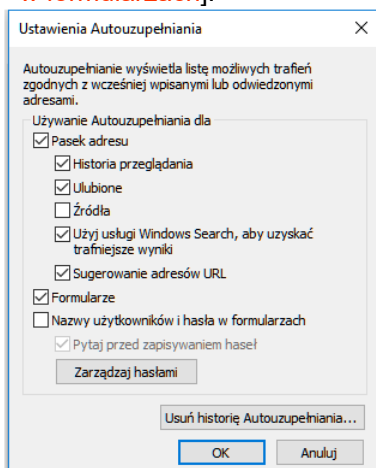 w formularzach].
Ustawienia Autouzupełniania
Autouzupełnianie wyświetla listę możliwych trafień
zgodnych z wcześniej wpisanymi lub odwiedzonymi
adresami.
Używanie Autouzupełniania dla
Pasek adresu
Historia przeglądania
Ulubione
Źródła
Użyj usługi Windows Search, aby uzyskać
trafniejsze wyniki
Sugerowanie adresów URL
Formularze
Nazwy użytkowników i hasła w formularzach
Pytaj przed zapisywaniem haseł
Zarządzaj hasłami
Usuń historię Autouzupełniania...
OK Anuluj